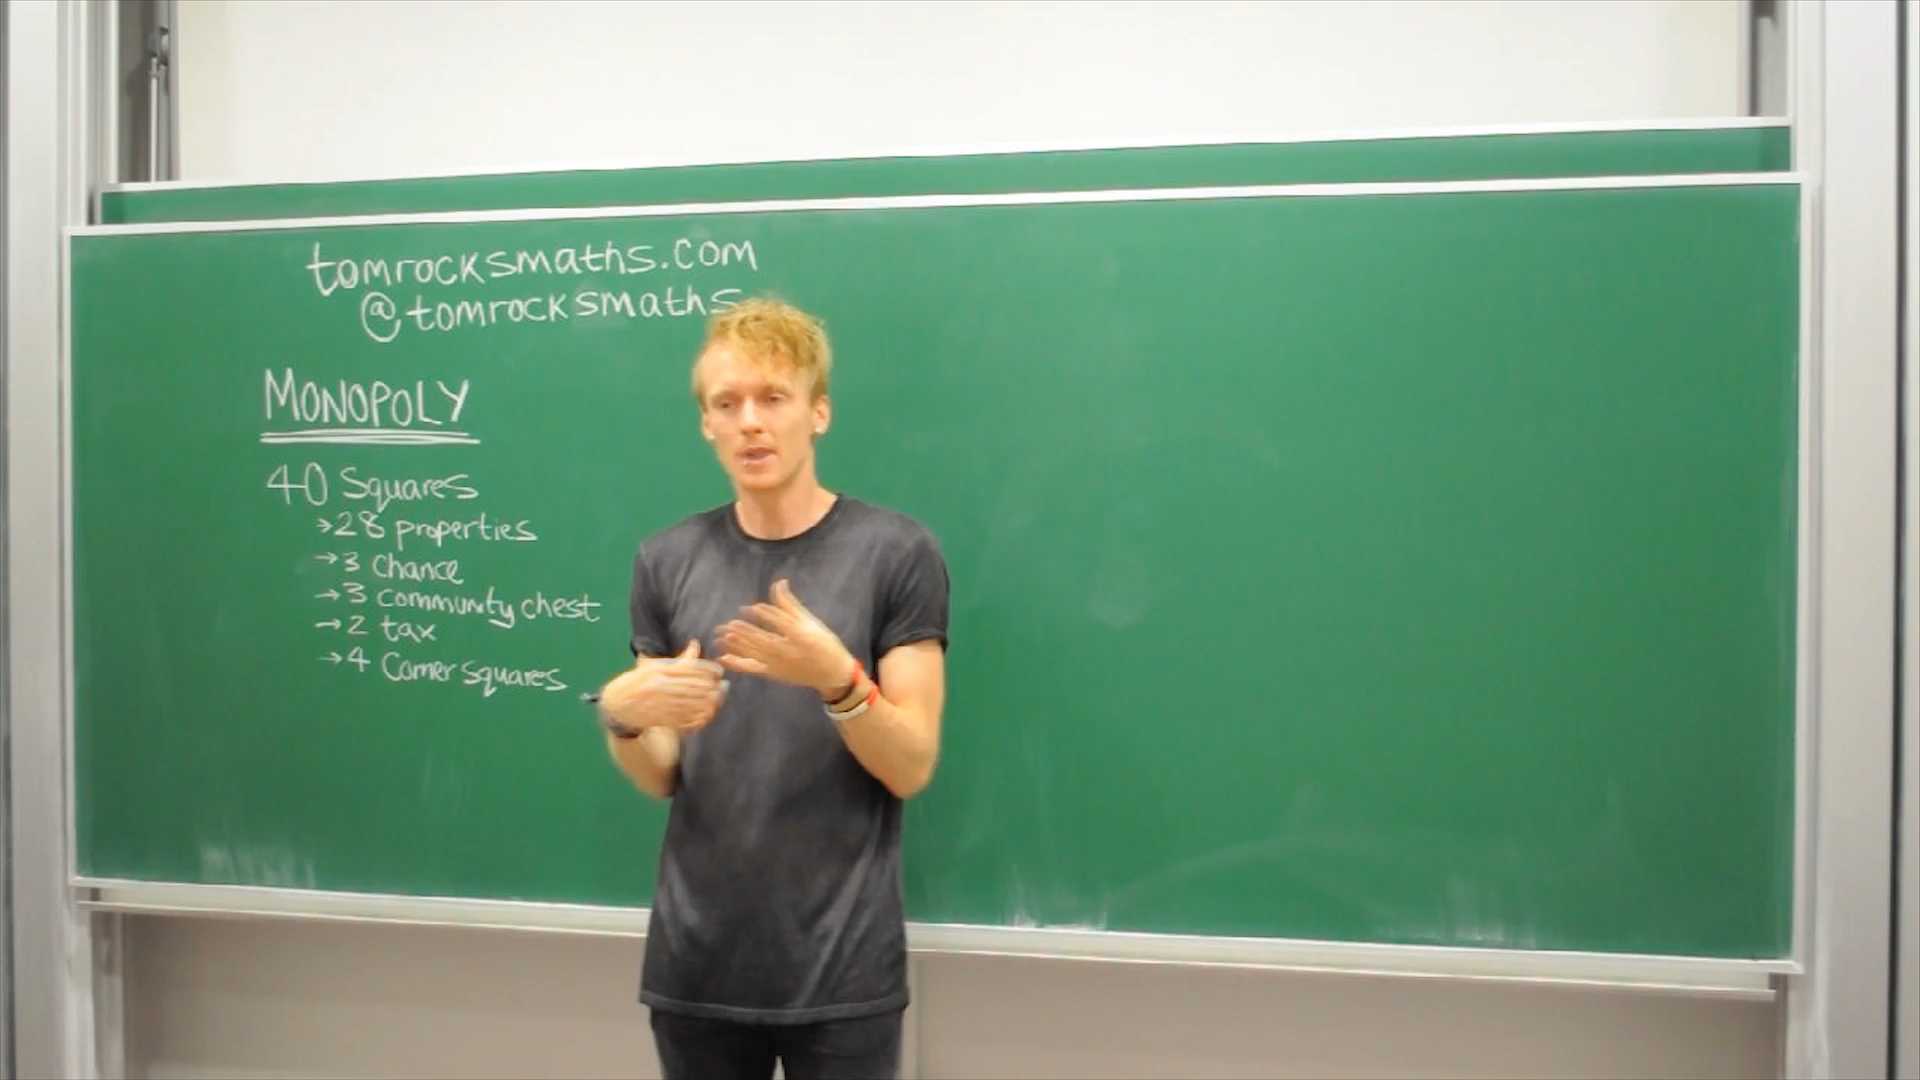 tomrocksmaths.com
@tomrocksmaths
MONOPOLY
40 Squares
→28 properties
→3 chance
→3 community chest
→2 tax
→4 Corner squares